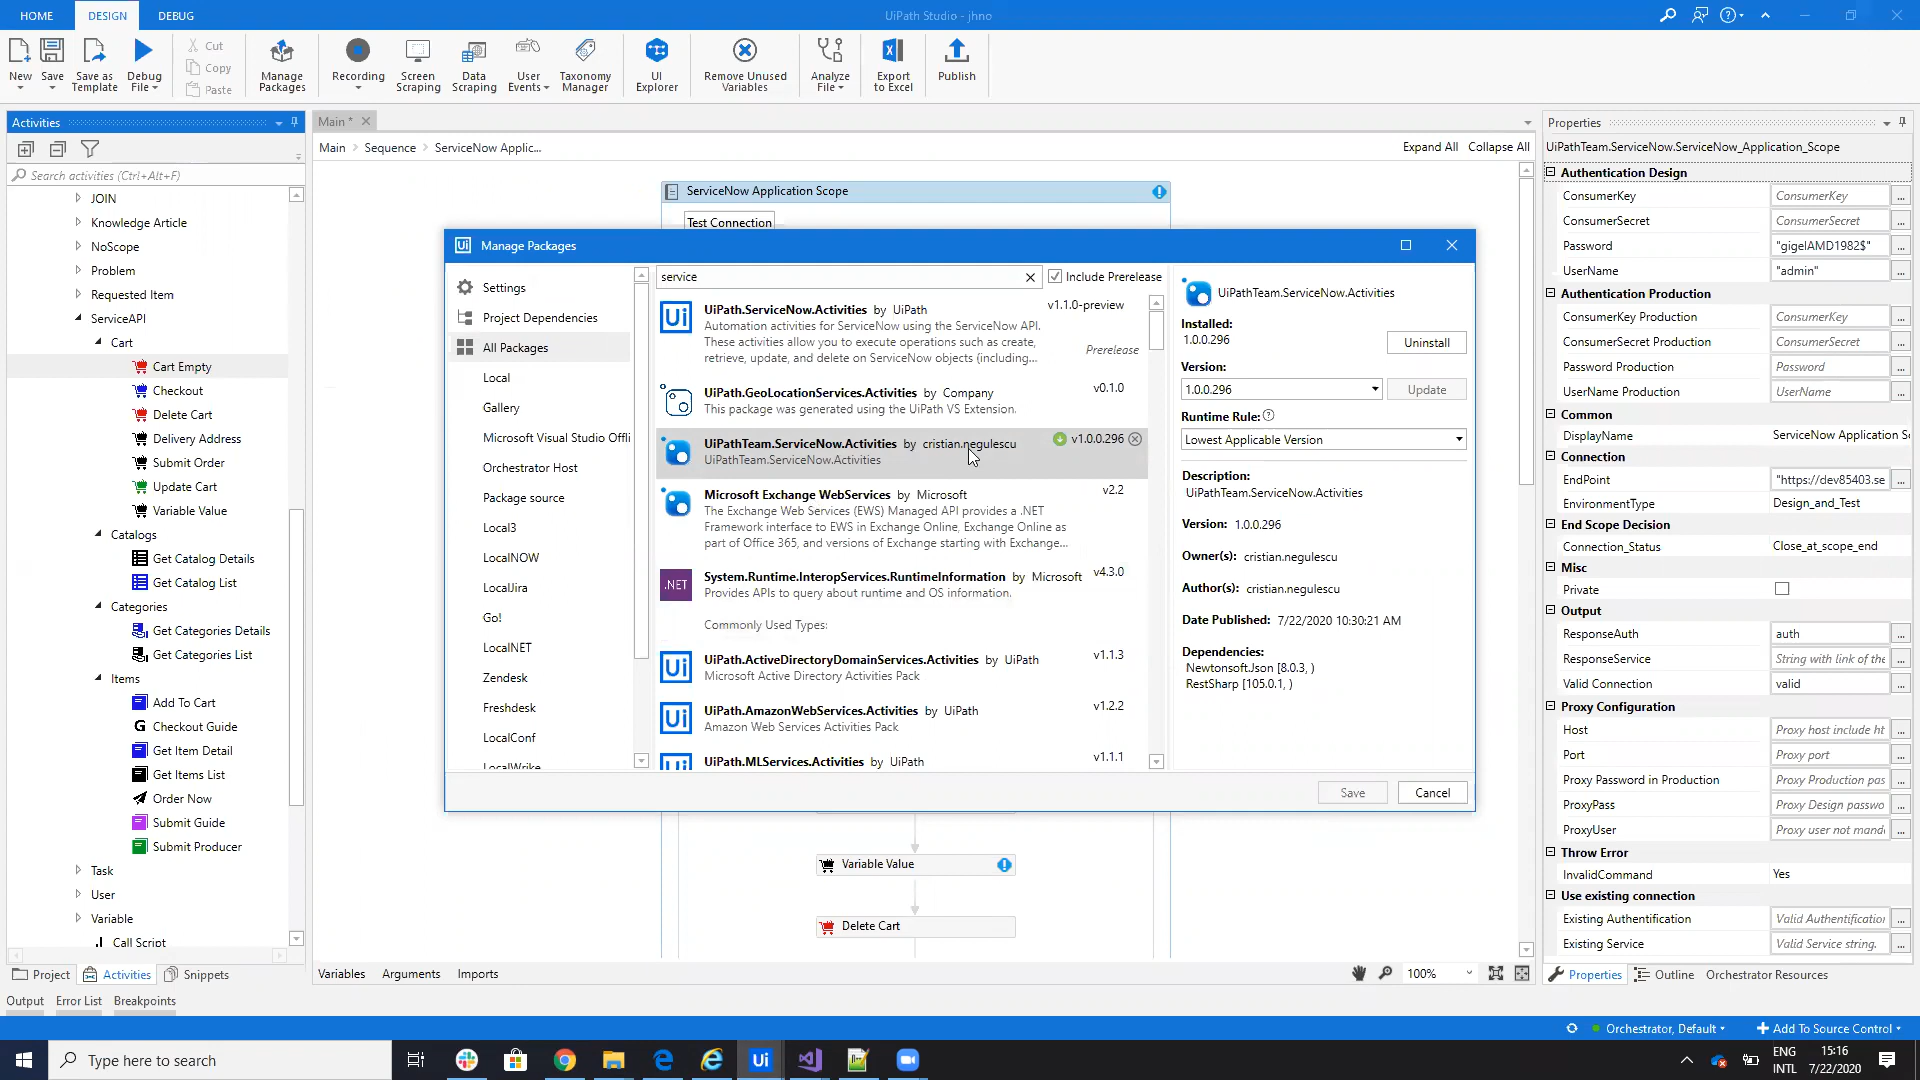 HOME
DESIGN
DEBUG
UiPath Studio - jhno
New
Save
Save as
Template
Debug
File
Cut
Copy
Paste
Manage
Packages
Recording
Screen
Scraping
Data
Scraping
User
Events
Taxonomy
Manager
UI
Explorer
Remove Unused
Variables
Analyze
File
Export
to Excel
Publish
Activities
Search activities (Ctrl+Alt+F)
JOIN
Knowledge Article
NoScope
Problem
Requested Item
ServiceAPI
Cart
Cart Empty
Checkout
Delete Cart
Delivery Address
Submit Order
Update Cart
Variable Value
Catalogs
Get Catalog Details
Get Catalog List
Categories
Get Categories Details
Get Categories List
Items
Add To Cart
Checkout Guide
Get Item Detail
Get Items List
Order Now
Submit Guide
Submit Producer
Task
User
Variable
Call Script
Project
Activities
Snippets
Output
Error List
Breakpoints
Main *
Main > Sequence > ServiceNow Applic...
Expand All
Collapse All
ServiceNow Application Scope
Test Connection
Manage Packages
Settings
Project Dependencies
All Packages
Local
Gallery
Microsoft Visual Studio Offli
Orchestrator Host
Package source
Local3
LocalNOW
LocalJira
Go!
LocalNET
Zendesk
Freshdesk
LocalConf
LocalWrike
service
Include Prerelease
UiPath.ServiceNow.Activities by UiPath
v1.1.0-preview
Automation activities for ServiceNow using the ServiceNow API.
These activities allow you to execute operations such as create,
Prerelease
retrieve, update, and delete on ServiceNow objects (including...
UiPath.GeoLocationServices.Activities by Company
v0.1.0
This package was generated using the UiPath VS Extension.
UiPathTeam.ServiceNow.Activities by cristian.negulescu
v1.0.0.296
UiPathTeam.ServiceNow.Activities
Microsoft Exchange WebServices by Microsoft
v2.2
The Exchange Web Services (EWS) Managed API provides a .NET
Framework interface to EWS in Exchange Online, Exchange Online as
part of Office 365, and versions of Exchange starting with Exchange...
.NET
System.Runtime.InteropServices.RuntimeInformation by Microsoft
v4.3.0
Provides APIs to query about runtime and OS information.
Commonly Used Types:
UiPath.ActiveDirectoryDomainServices.Activities by UiPath
v1.1.3
Microsoft Active Directory Activities Pack
UiPath.AmazonWebServices.Activities by UiPath
v1.2.2
Amazon Web Services Activities Pack
UiPath.MLServices.Activities by UiPath
v1.1.1
UiPathTeam.ServiceNow.Activities
Installed:
1.0.0.296
Uninstall
Version:
1.0.0.296
Update
Runtime Rule:
Lowest Applicable Version
Description:
UiPathTeam.ServiceNow.Activities
Version: 1.0.0.296
Owner(s): cristian.negulescu
Author(s): cristian.negulescu
Date Published: 7/22/2020 10:30:21 AM
Dependencies:
Newtonsoft.Json [8.0.3, )
RestSharp [105.0.1, )
Save
Cancel
Variable Value
Delete Cart
Variables
Arguments
Imports
100%
Properties
UiPathTeam.ServiceNow.ServiceNow_Application_Scope
Authentication Design
ConsumerKey ConsumerKey ...
ConsumerSecret ConsumerSecret ...
Password "gigelAMD1982$" ...
UserName "admin" ...
Authentication Production
ConsumerKey Production ConsumerKey ...
ConsumerSecret Production ConsumerSecret ...
Password Production Password ...
UserName Production UserName ...
Common
DisplayName ServiceNow Application S
Connection
EndPoint "https://dev85403.se ...
EnvironmentType Design_and_Test
End Scope Decision
Connection_Status Close_at_scope_end
Misc
Private
Output
ResponseAuth auth ...
ResponseService String with link of the ...
Valid Connection valid ...
Proxy Configuration
Host Proxy host include ht ...
Port Proxy port ...
Proxy Password in Production Proxy Production pas ...
ProxyPass Proxy Design passwo ...
ProxyUser Proxy user not mand ...
Throw Error
InvalidCommand Yes
Use existing connection
Existing Authentification Valid Authentificatior ...
Existing Service Valid Service string. ...
Properties
Outline
Orchestrator Resources
Orchestrator, Default
Add To Source Control
Type here to search
ENG
INTL
15:16
7/22/2020